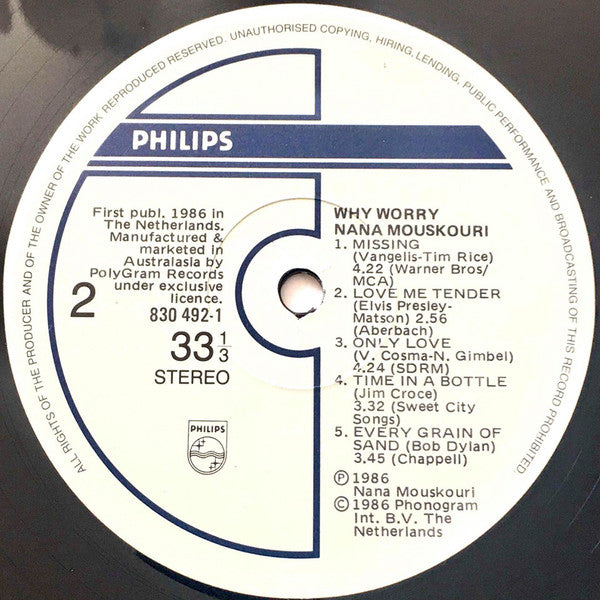 ALL RIGHTS OF THE PRODUCER AND OF THE OWNER OF THE WORK REPRODUCED RESERVED. UNAUTHORISED COPYING, HIRING, LENDING, PUBLIC PERFORMANCE AND BROADCASTING OF THIS RECORD PROHIBITED
PHILIPS
First publ. 1986 in
The Netherlands.
Manufactured &
marketed in
Australasia by
PolyGram Records
under exclusive
licence.
2
830 492-1
33 1/3
STEREO
PHILIPS
WHY WORRY
NANA MOUSKOURI
1. MISSING
(Vangelis-Tim Rice)
4.22 (Warner Bros/
MCA)
2. LOVE ME TENDER
(Elvis Presley-
Matson) 2.56
(Aberbach)
3. ONLY LOVE
(V. Cosma-N. Gimbel)
4.24 (SDRM)
4. TIME IN A BOTTLE
(Jim Croce)
3.32 (Sweet City
Songs)
5. EVERY GRAIN OF
SAND (Bob Dylan)
3.45 (Chappell)
Ⓟ 1986
Nana Mouskouri
© 1986 Phonogram
Int. B.V. The
Netherlands